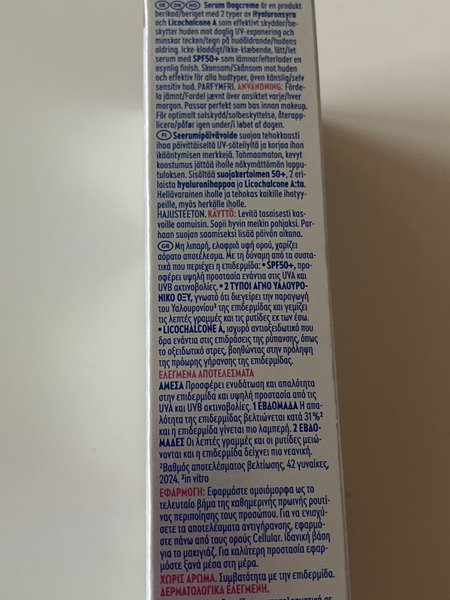 SE DK NO Serum Dagcreme är en produkt
berikad/beriget med 2 typer av Hyaluronsyra
och Licochalcone A som effektivt skyddar/be-
skytter huden mot daglig UV-exponering och
minskar tecken/tegn på hudåldrande/hudens
aldring. Icke-kladdigt/Ikke-klæbende, lätt/let
serum med SPF50+ som lämnar/efterlader en
osynlig finish. Skonsam/Skånsom mot huden
och effektiv för alla hudtyper, även känslig/selv
sensitiv hud. PARFYMFRI. ANVÄNDNING: Förde-
la jämnt/Fordel jævnt över ansiktet varje/hver
morgon. Passar perfekt som bas innan makeup.
För optimalt solskydd/solbeskyttelse, återapp-
licera/påfør igen under/i løbet af dagen.
FI Seerumipäivävoide suojaa tehokkaasti
ihoa päivittäiseltä UV-säteilyltä ja korjaa ihon
ikääntymisen merkkejä. Tahmaamaton, kevyt
koostumus jättää iholle näkymättömän loppu-
tuloksen. Sisältää suojakertoimen 50+, 2 eri-
laista hyaluronihappoa ja Licochalcone A:ta.
Hellävarainen iholle ja tehokas kaikille ihotyy-
peille, myös herkälle iholle.
HAJUSTEETON. KÄYTTÖ: Levitä tasaisesti kas-
voille aamuisin. Sopii hyvin meikin pohjaksi. Par-
haan suojan saamiseksi lisää päivän aikana.
GR Μη λιπαρή, ελαφριά υφή ορού, χαρίζει
αόρατο αποτέλεσμα. Με τη δύναμη από τα συστα-
τικά που περιέχει η επιδερμίδα: • SPF50+, προ-
σφέρει υψηλή προστασία ενάντια στις UVA και
UVB ακτινοβολίες. • 2 ΤΥΠΟΙ ΑΓΝΟ ΥΑΛΟΥΡΟ-
ΝΙΚΟ ΟΞΥ, γνωστό ότι διεγείρει την παραγωγή
του Υαλουρονίου³ της επιδερμίδας και γεμίζει
τις λεπτές γραμμές και τις ρυτίδες εκ των έσω.
• LICOCHALCONE A, ισχυρό αντιοξειδωτικό που
δρα ενάντια στις επιδράσεις της ρύπανσης, όπως
το οξειδωτικό στρες, βοηθώντας στην πρόληψη
της πρόωρης γήρανσης της επιδερμίδας.
ΕΛΕΓΜΕΝΑ ΑΠΟΤΕΛΕΣΜΑΤΑ
ΑΜΕΣΑ Προσφέρει ενυδάτωση και απαλότητα
στην επιδερμίδα και υψηλή προστασία από τις
UVA και UVB ακτινοβολίες. 1 ΕΒΔΟΜΑΔΑ Η απα-
λότητα της επιδερμίδας βελτιώνεται κατά 31%²
και η επιδερμίδα γίνεται πιο λαμπερή. 2 ΕΒΔΟ-
ΜΑΔΕΣ Οι λεπτές γραμμές και οι ρυτίδες μειώ-
νονται και η επιδερμίδα δείχνει πιο νεανική.
²Βαθμός αποτελέσματος βελτίωσης, 42 γυναίκες,
2024. ³in vitro
ΕΦΑΡΜΟΓΗ: Εφαρμόστε ομοιόμορφα ως το
τελευταίο βήμα της καθημερινής πρωινής ρουτί-
νας περιποίησης του προσώπου. Για να ενισχύ-
σετε τα αποτελέσματα αντιγήρανσης, εφαρμό-
στε πάνω από τους ορούς Cellular. Ιδανική βάση
για το μακιγιάζ. Για καλύτερη προστασία εφαρ-
μόστε ξανά μέσα στη μέρα.
ΧΩΡΙΣ ΑΡΩΜΑ. Συμβατότητα με την επιδερμίδα.
ΔΕΡΜΑΤΟΛΟΓΙΚΑ ΕΛΕΓΜΕΝΗ.